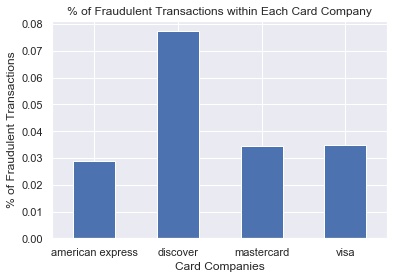 % of Fraudulent Transactions within Each Card Company
0.08
0.07
0.06
0.05
0.04
0.03
0.02
0.01
0.00
% of Fraudulent Transactions
american express discover mastercard visa
Card Companies